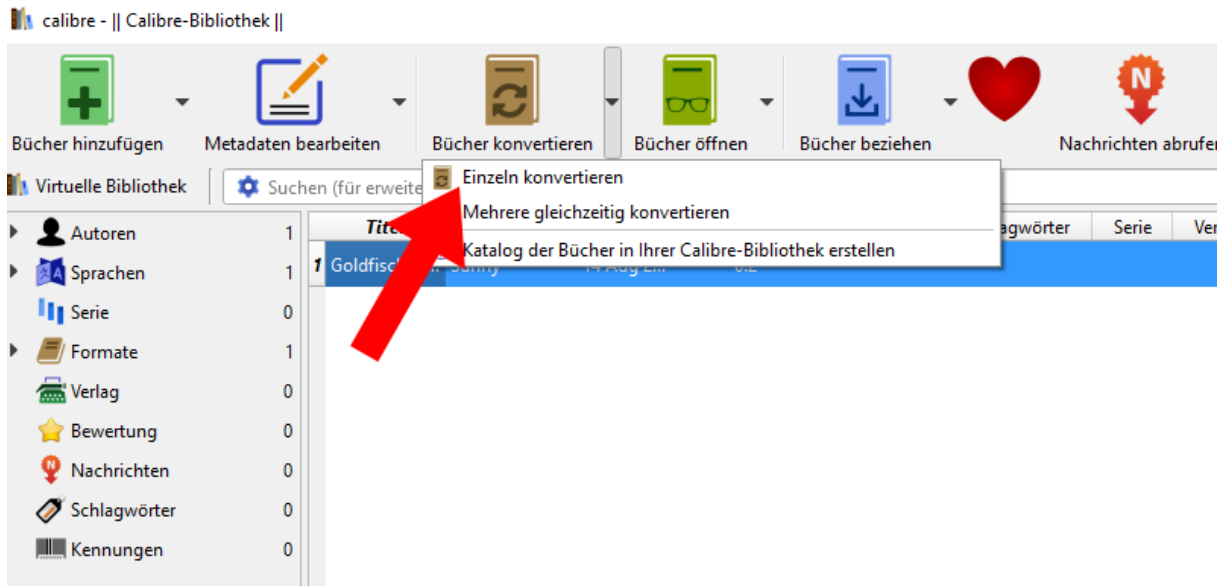 calibre - || Calibre-Bibliothek ||
Bücher hinzufügen Metadaten bearbeiten Bücher konvertieren Bücher öffnen Bücher beziehen Nachrichten abrufen
Virtuelle Bibliothek Suchen (für erweite
Einzeln konvertieren
Mehrere gleichzeitig konvertieren
Katalog der Bücher in Ihrer Calibre-Bibliothek erstellen
Tite agwörter Serie Ver
1 Goldfisc
Autoren 1
Sprachen 1
Serie 0
Formate 1
Verlag 0
Bewertung 0
N Nachrichten 0
Schlagwörter 0
Kennungen 0